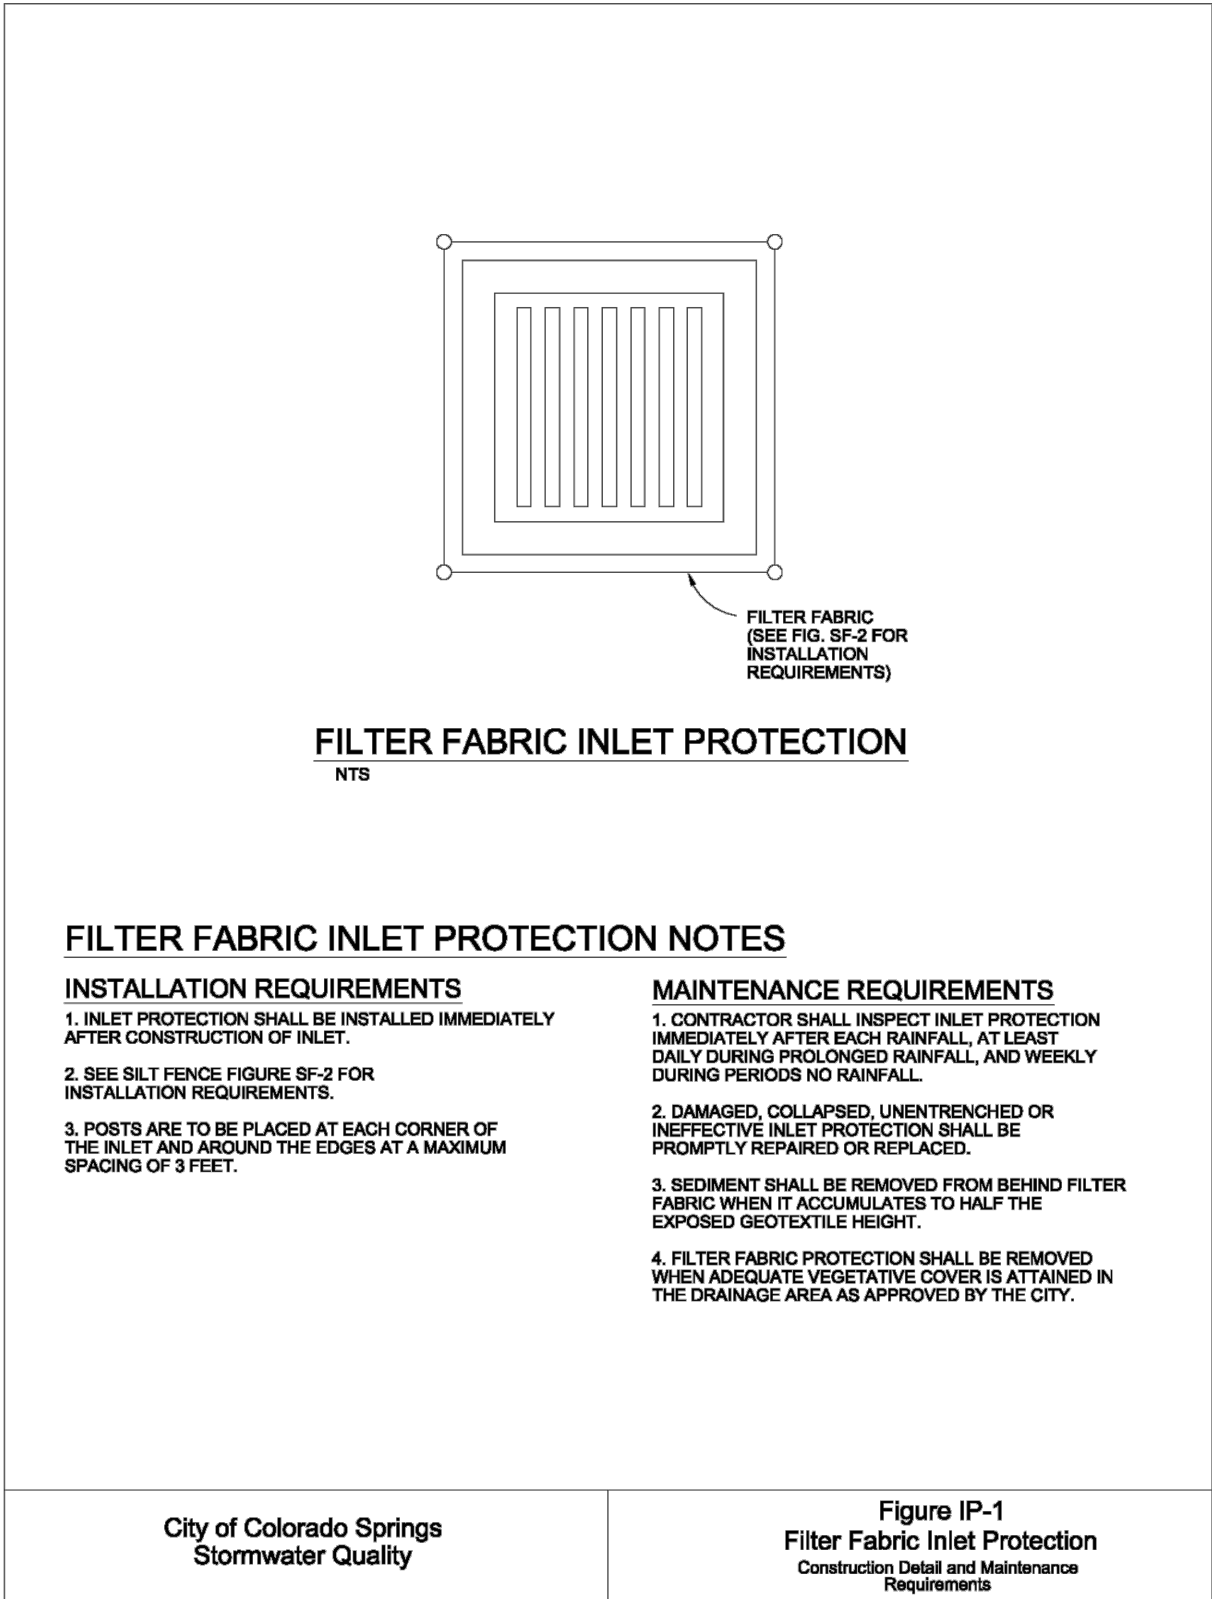 FILTER FABRIC
(SEE FIG. SF-2 FOR
INSTALLATION
REQUIREMENTS)
FILTER FABRIC INLET PROTECTION
NTS
FILTER FABRIC INLET PROTECTION NOTES
INSTALLATION REQUIREMENTS
1. INLET PROTECTION SHALL BE INSTALLED IMMEDIATELY
AFTER CONSTRUCTION OF INLET.
2. SEE SILT FENCE FIGURE SF-2 FOR
INSTALLATION REQUIREMENTS.
3. POSTS ARE TO BE PLACED AT EACH CORNER OF
THE INLET AND AROUND THE EDGES AT A MAXIMUM
SPACING OF 3 FEET.
MAINTENANCE REQUIREMENTS
1. CONTRACTOR SHALL INSPECT INLET PROTECTION
IMMEDIATELY AFTER EACH RAINFALL, AT LEAST
DAILY DURING PROLONGED RAINFALL, AND WEEKLY
DURING PERIODS NO RAINFALL.
2. DAMAGED, COLLAPSED, UNENTRENCHED OR
INEFFECTIVE INLET PROTECTION SHALL BE
PROMPTLY REPAIRED OR REPLACED.
3. SEDIMENT SHALL BE REMOVED FROM BEHIND FILTER
FABRIC WHEN IT ACCUMULATES TO HALF THE
EXPOSED GEOTEXTILE HEIGHT.
4. FILTER FABRIC PROTECTION SHALL BE REMOVED
WHEN ADEQUATE VEGETATIVE COVER IS ATTAINED IN
THE DRAINAGE AREA AS APPROVED BY THE CITY.
City of Colorado Springs
Stormwater Quality
Figure IP-1
Filter Fabric Inlet Protection
Construction Detail and Maintenance
Requirements